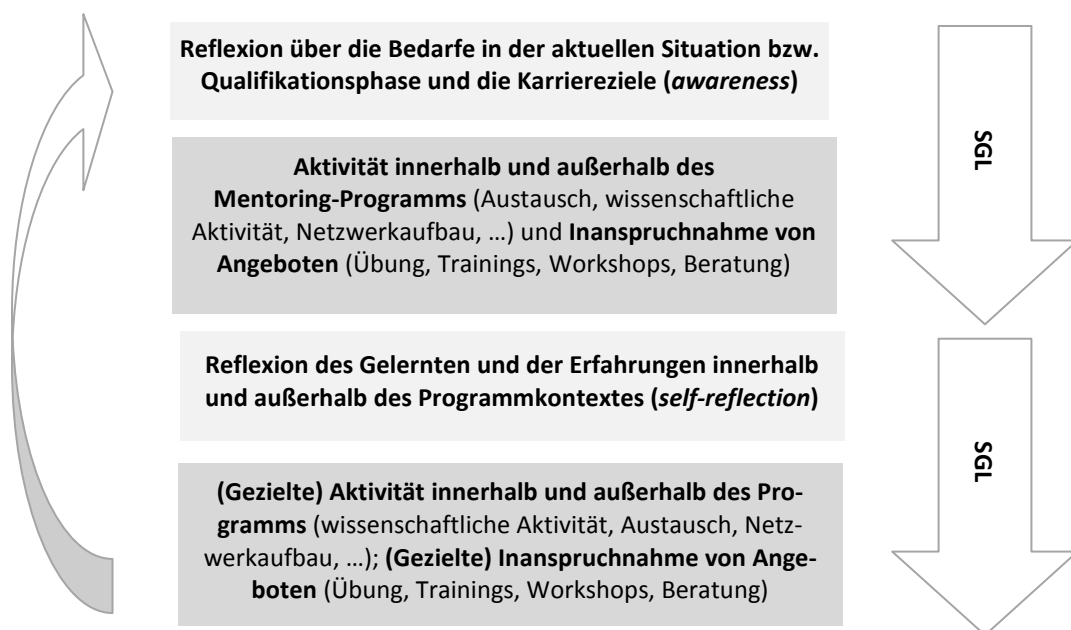 Reflexion über die Bedarfe in der aktuellen Situation bzw.
Qualifikationsphase und die Karriereziele (awareness)
SGL
Aktivität innerhalb und außerhalb des
Mentoring-Programms (Austausch, wissenschaftliche
Aktivität, Netzwerkaufbau, …) und Inanspruchnahme von
Angeboten (Übung, Trainings, Workshops, Beratung)
Reflexion des Gelernten und der Erfahrungen innerhalb
und außerhalb des Programmkontextes (self-reflection)
SGL
(Gezielte) Aktivität innerhalb und außerhalb des Pro-
gramms (wissenschaftliche Aktivität, Austausch, Netz-
werkaufbau, …); (Gezielte) Inanspruchnahme von Ange-
boten (Übung, Trainings, Workshops, Beratung)